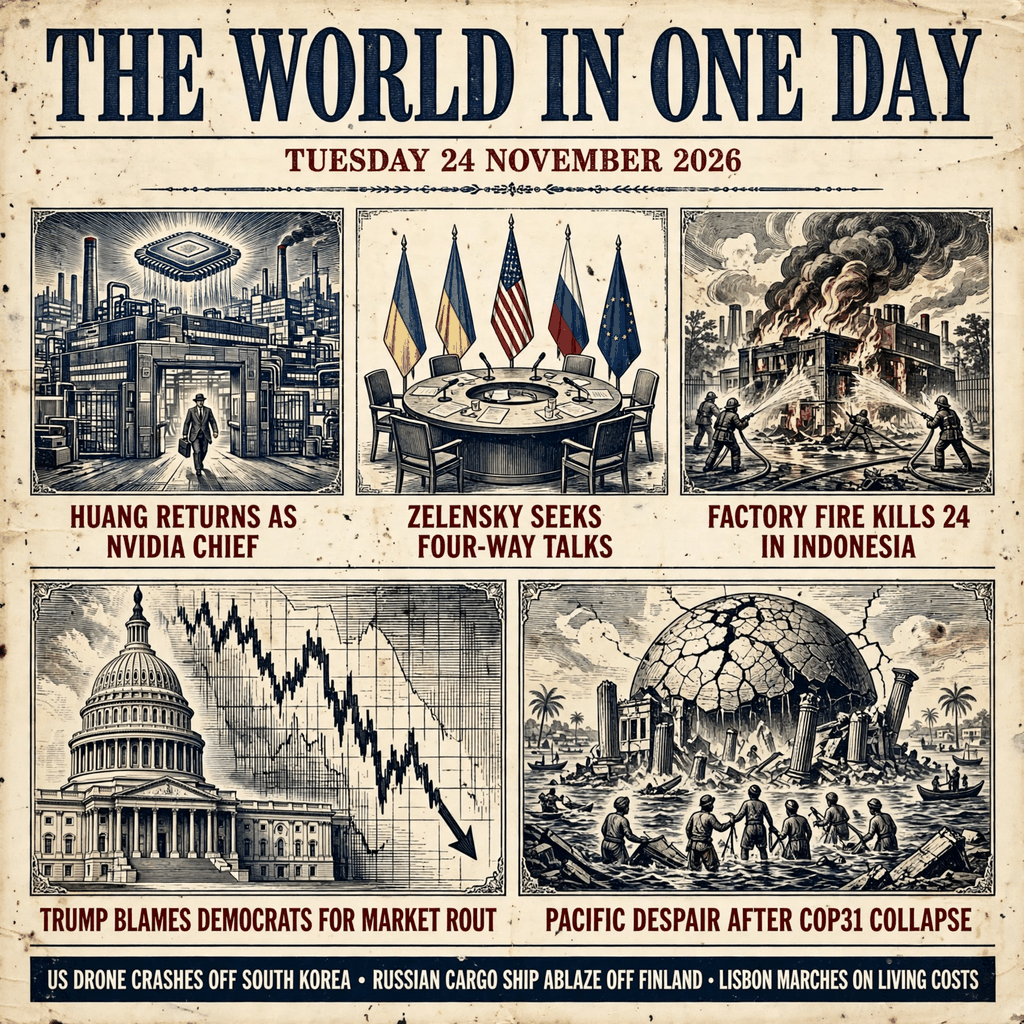 THE WORLD IN ONE DAY
TUESDAY 24 NOVEMBER 2026
HUANG RETURNS AS
NVIDIA CHIEF
ZELENSKY SEEKS
FOUR-WAY TALKS
FACTORY FIRE KILLS 24
IN INDONESIA
TRUMP BLAMES DEMOCRATS FOR MARKET ROUT
PACIFIC DESPAIR AFTER COP31 COLLAPSE
US DRONE CRASHES OFF SOUTH KOREA • RUSSIAN CARGO SHIP ABLAZE OFF FINLAND • LISBON MARCHES ON LIVING COSTS